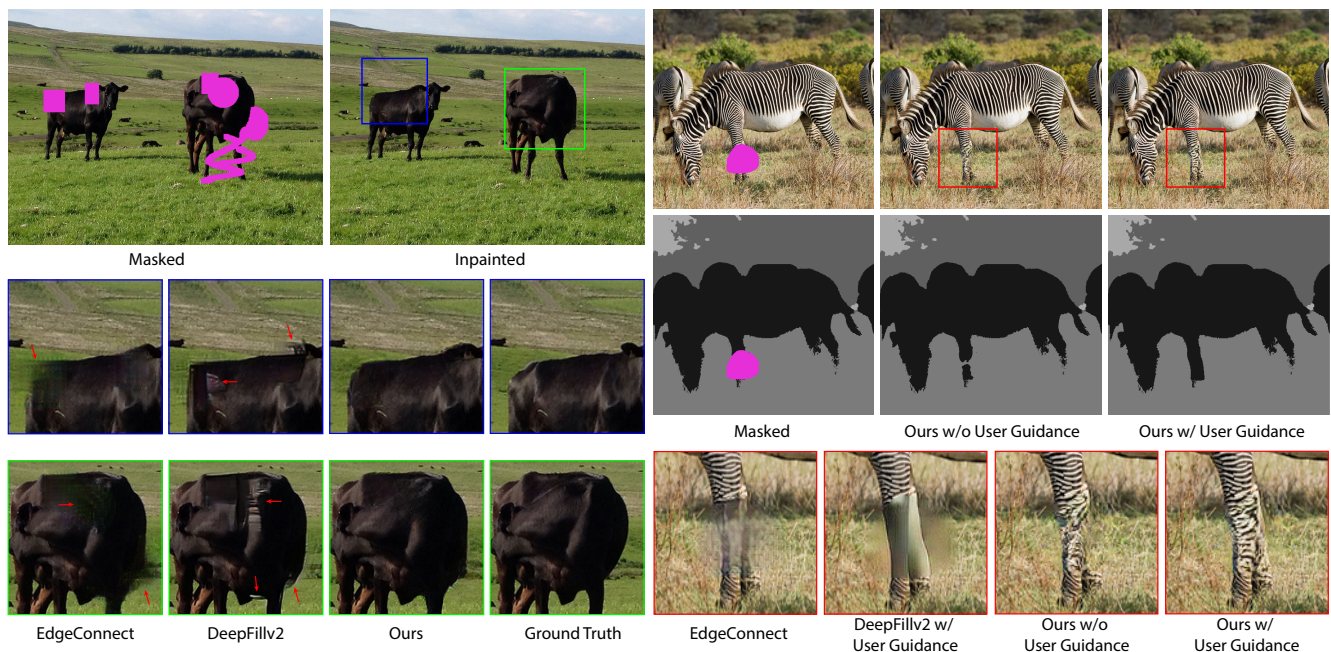 Masked
Inpainted
EdgeConnect
DeepFillv2
Ours
Ground Truth
Masked
Ours w/o User Guidance
Ours w/ User Guidance
EdgeConnect
DeepFillv2 w/
User Guidance
Ours w/o
User Guidance
Ours w/
User Guidance